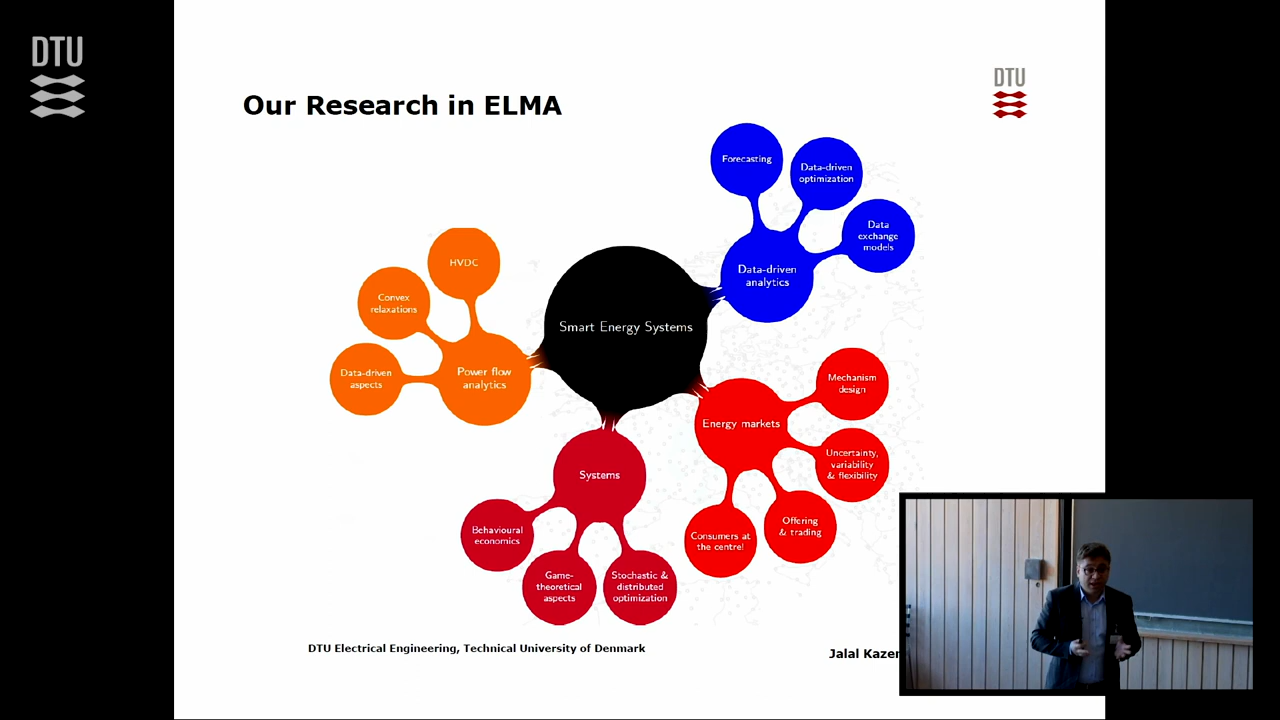 DTU
DTU
Our Research in ELMA
Forecasting
Data-driven
optimization
Data
exchange
models
Data-driven
analytics
HVDC
Convex
relaxations
Data-driven
aspects
Power flow
analytics
Smart Energy Systems
Mechanism
design
Energy markets
Uncertainty,
variability
& flexibility
Offering
& trading
Consumers at
the centre!
Systems
Behavioural
economics
Game-
theoretical
aspects
Stochastic &
distributed
optimization
DTU Electrical Engineering, Technical University of Denmark
Jalal Kazem